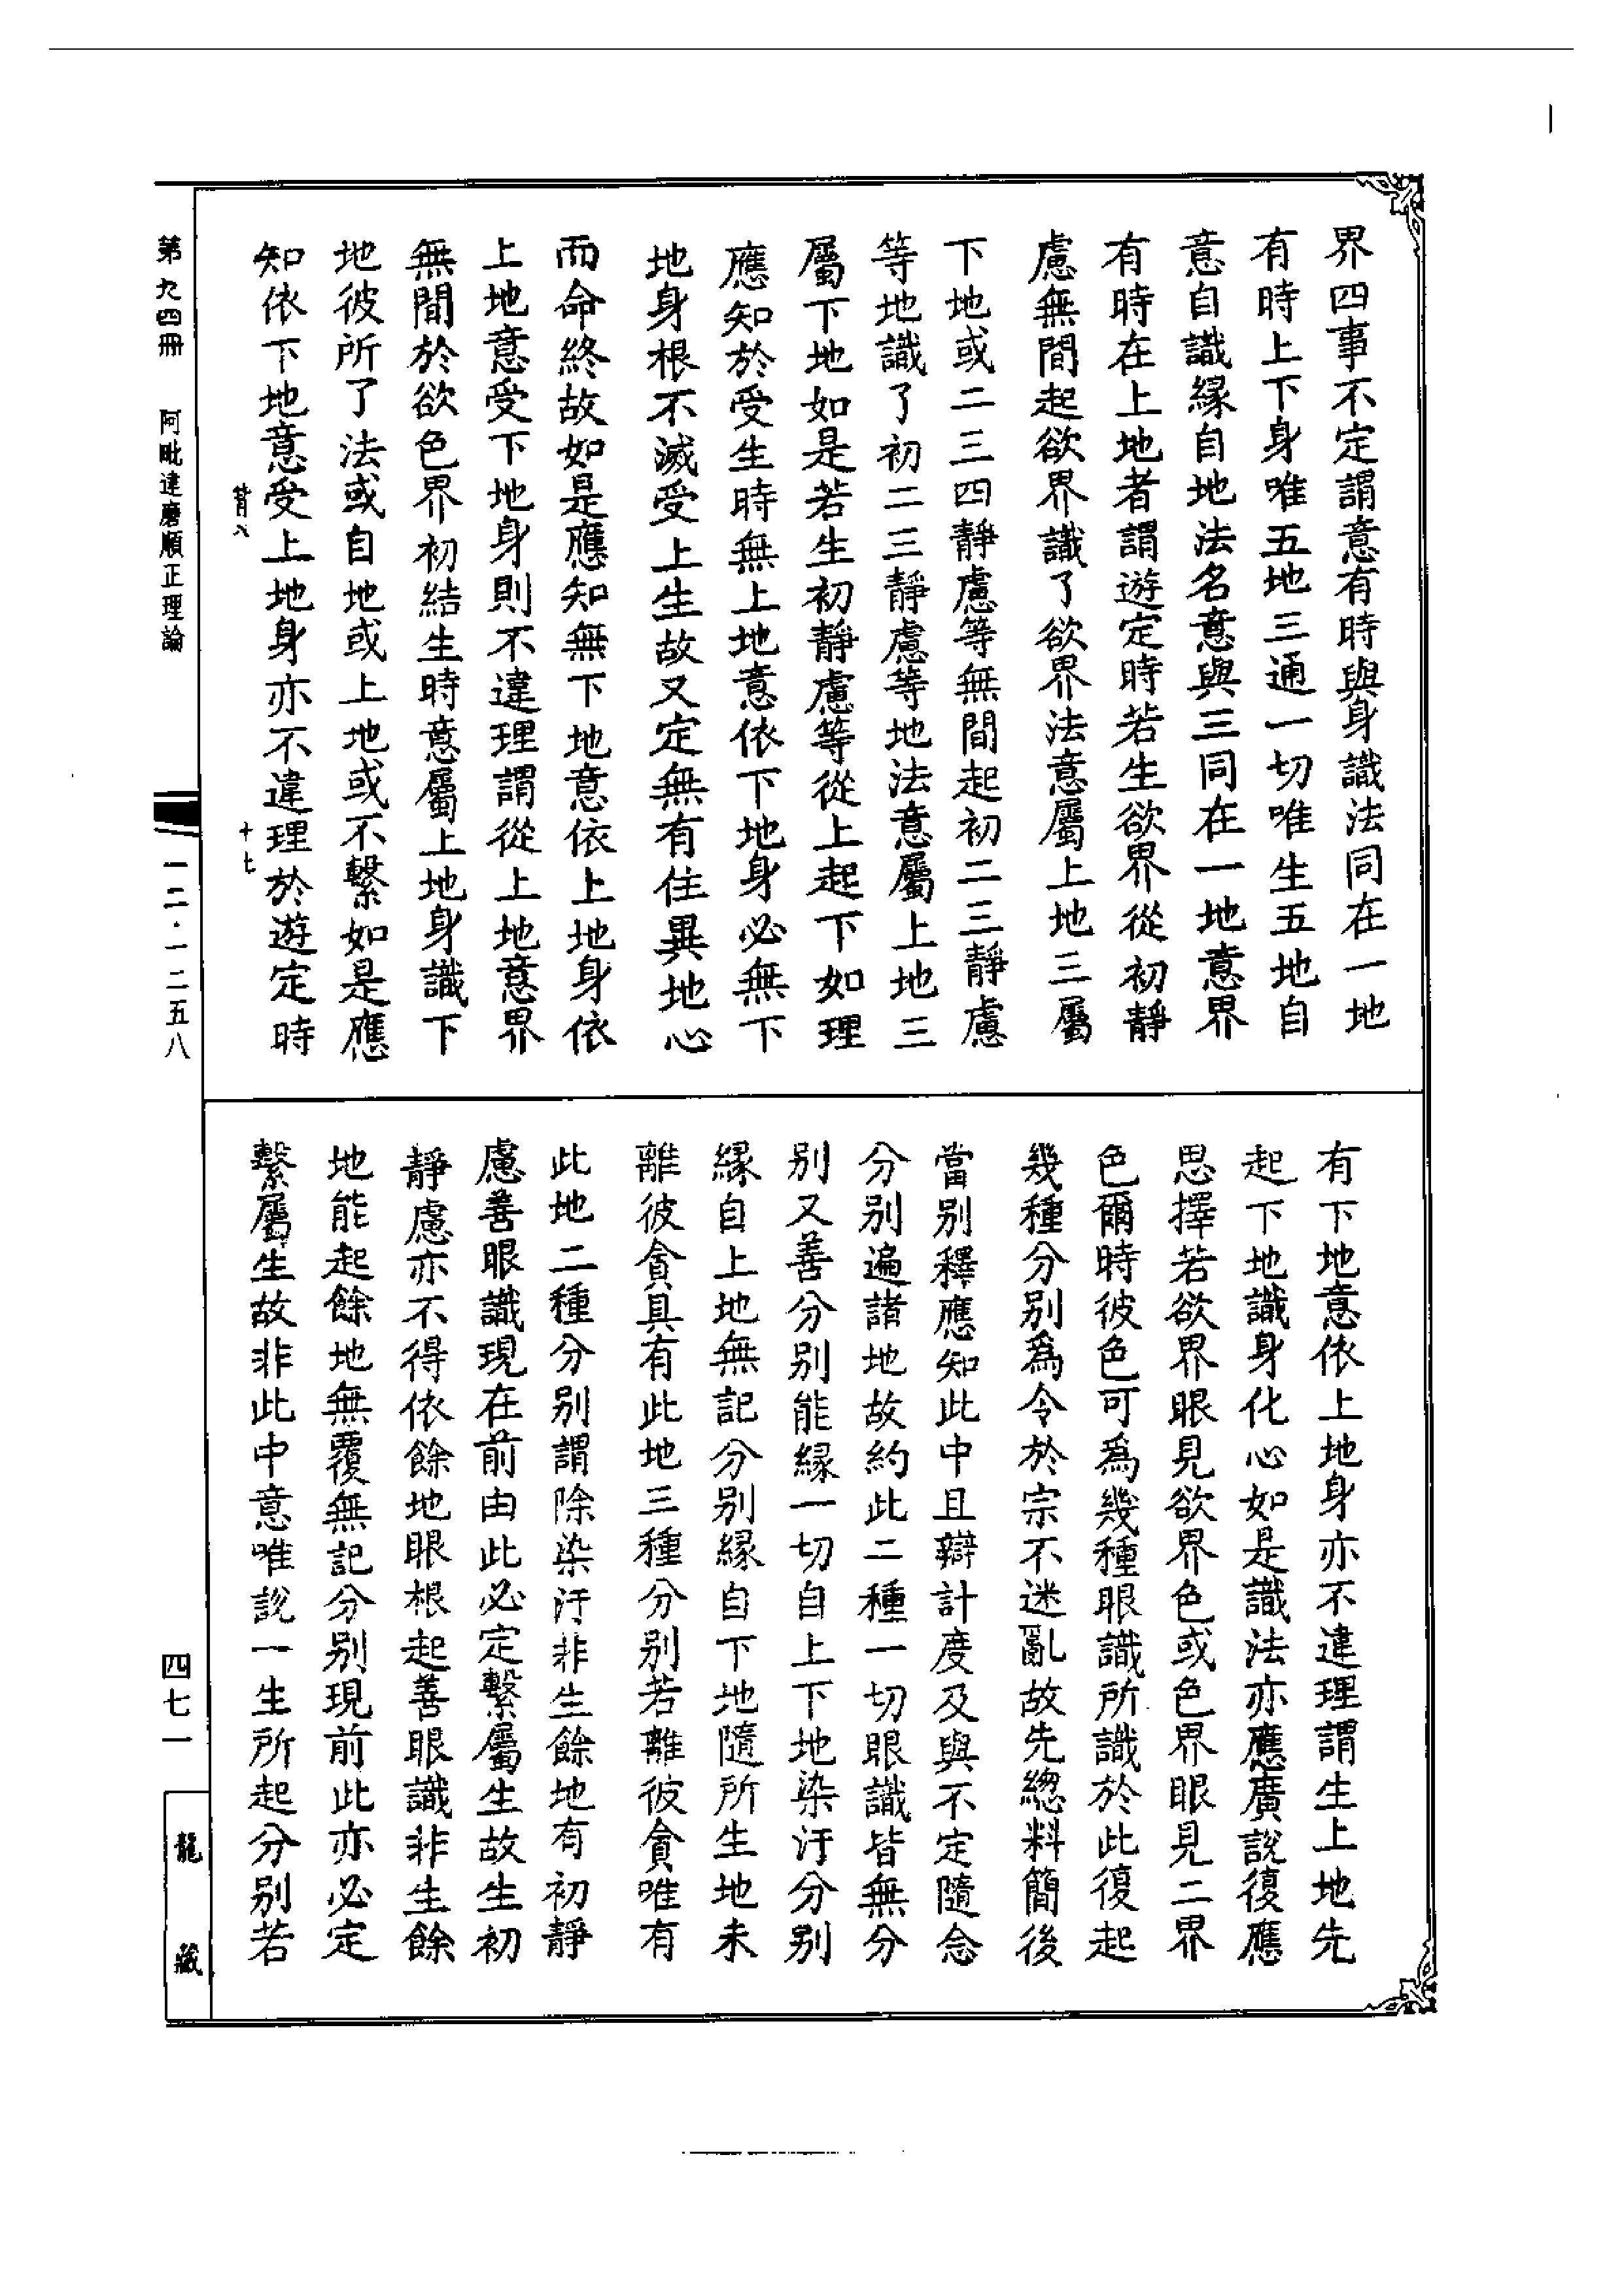 界四事不定謂意有時與身識法同在一地
有時上下身唯五地三通一切唯生五地自
意自識緣自地法名意與三同在一地意界
有時在上地者謂遊定時若生欲界從初靜
慮無間起欲界識了欲界法意屬上地三屬
下地或二三四靜慮等無間起初二三靜慮
等地識了初二三靜慮等地法意屬上地三
屬下地如是若生初靜慮等從上起下如理
應知於受生時無上地意依下地身必無下
地身根不滅受上生故又定無有住異地心
而命終故如是應知無下地意依上地身依
上地意受下地身則不違理謂從上地意界
無間於欲色界初結生時意屬上地身識下
地彼所了法或自地或上地或不繫如是應
知依下地意受上地身亦不違理於遊定時
有下地意依上地身亦不違理謂生上地先
起下地識身化心如是識法亦應廣說復應
思擇若欲界眼見欲界色或色界眼見二界
色爾時彼色可爲幾種眼識所識於此復起
幾種分別爲令於宗不迷亂故先總料簡後
當別釋應知此中且辯計度及與不定隨念
分別遍諸地故約此二種一切眼識皆無分
別又善分別能緣一切自上下地染汙分別
緣自上地無記分別緣自下地隨所生地未
離彼貪具有此地三種分別若離彼貪唯有
此地二種分別謂除染汙非生餘地有初靜
慮善眼識現在前由此必定繫屬生故生初
靜慮亦不得依餘地眼根起善眼識非生餘
地能起餘地無覆無記分別現前此亦必定
繫屬生故非此中意唯說一生所起分別若
第九四冊 阿毗達磨順正理論
一二·一二五八
四七一
龍藏
十七